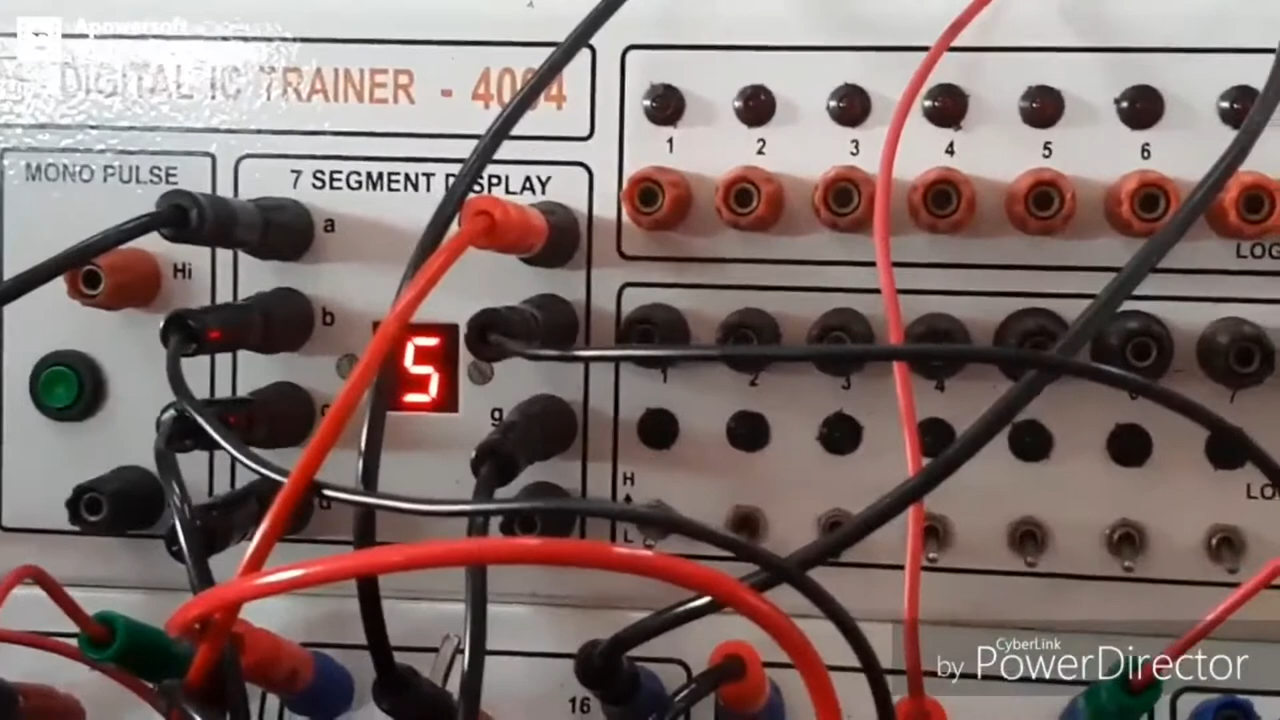 Apowersoft
DIGITAL IC TRAINER - 4004
MONO PULSE
7 SEGMENT DISPLAY
a
Hi
b
5
g
d
1 2 3 4 5 6
LOG
1 2 3 4
H
L
LO
16
CyberLink
by PowerDirector